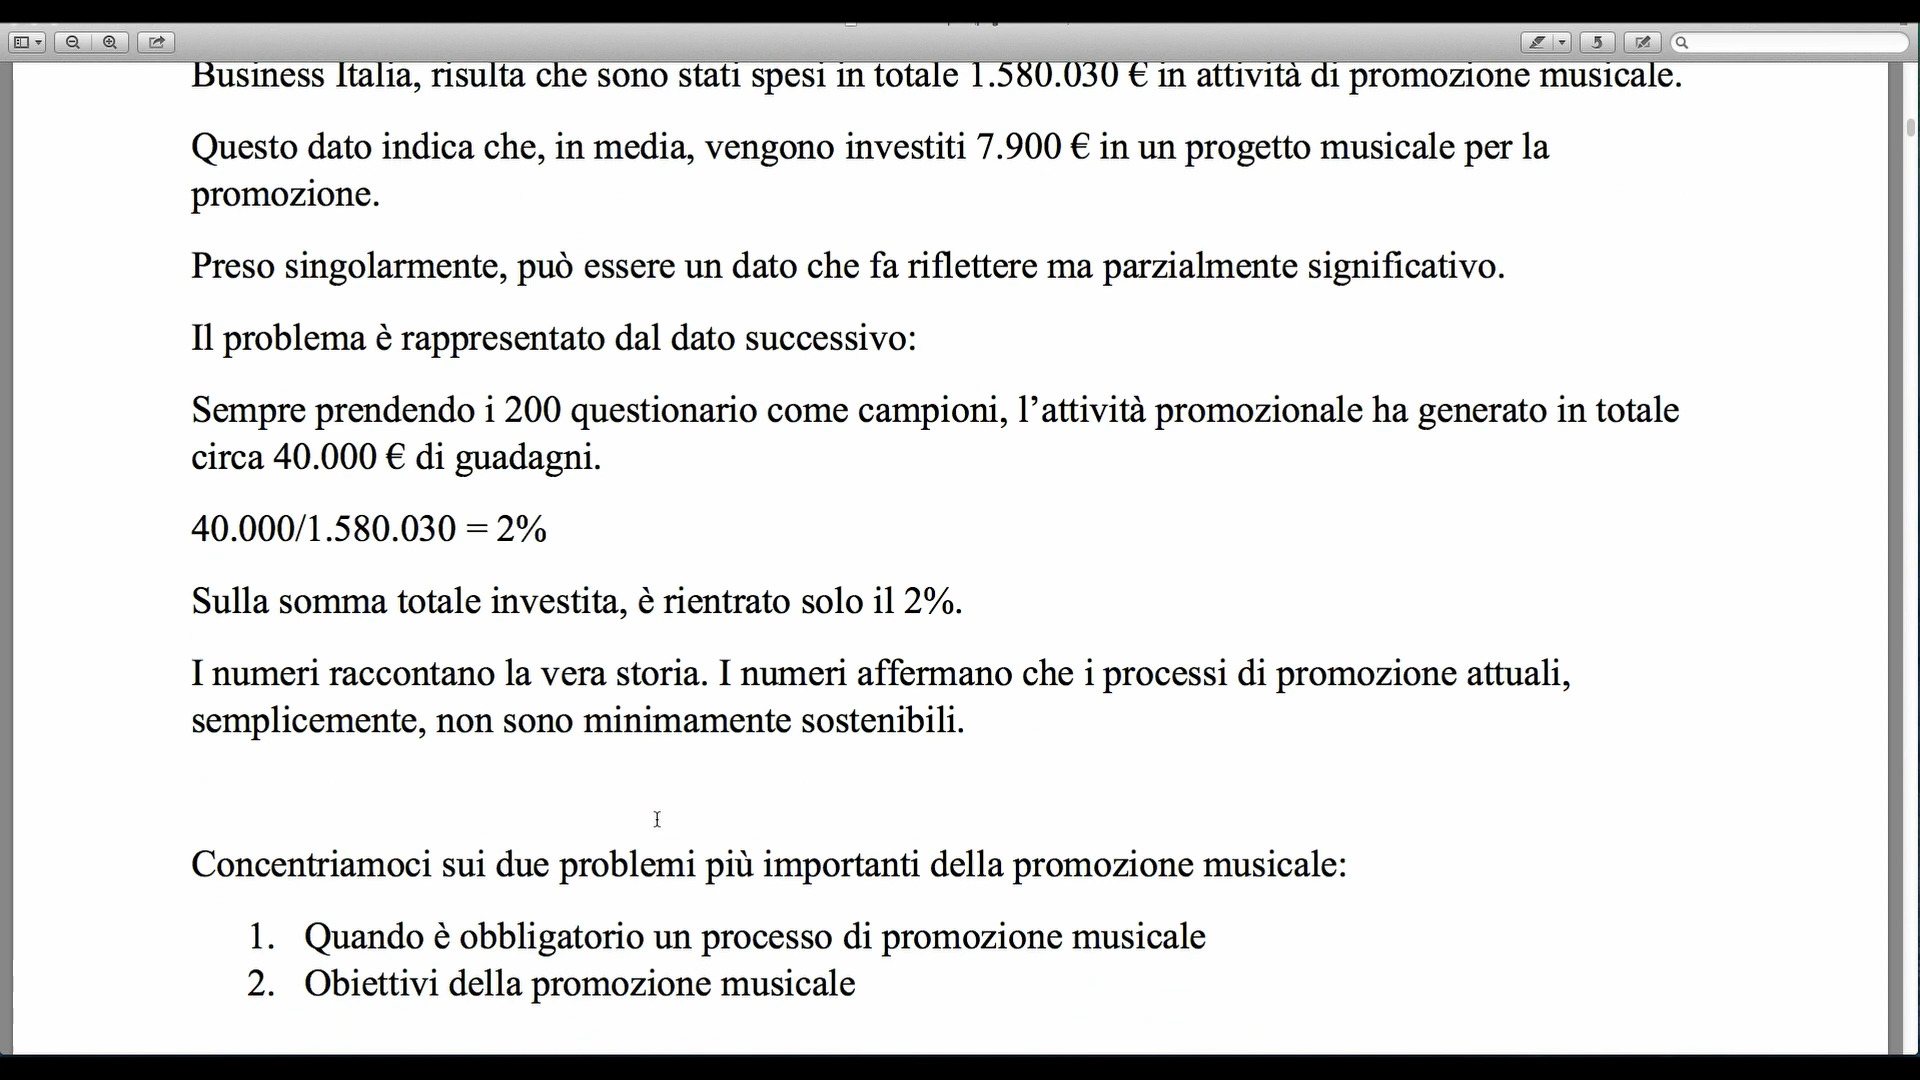 Business Italia, risulta che sono stati spesi in totale 1.580.030 € in attività di promozione musicale.
Questo dato indica che, in media, vengono investiti 7.900 € in un progetto musicale per la
promozione.
Preso singolarmente, può essere un dato che fa riflettere ma parzialmente significativo.
Il problema è rappresentato dal dato successivo:
Sempre prendendo i 200 questionario come campioni, l’attività promozionale ha generato in totale
circa 40.000 € di guadagni.
40.000/1.580.030 = 2%
Sulla somma totale investita, è rientrato solo il 2%.
I numeri raccontano la vera storia. I numeri affermano che i processi di promozione attuali,
semplicemente, non sono minimamente sostenibili.
Concentriamoci sui due problemi più importanti della promozione musicale:
1. Quando è obbligatorio un processo di promozione musicale
2. Obiettivi della promozione musicale